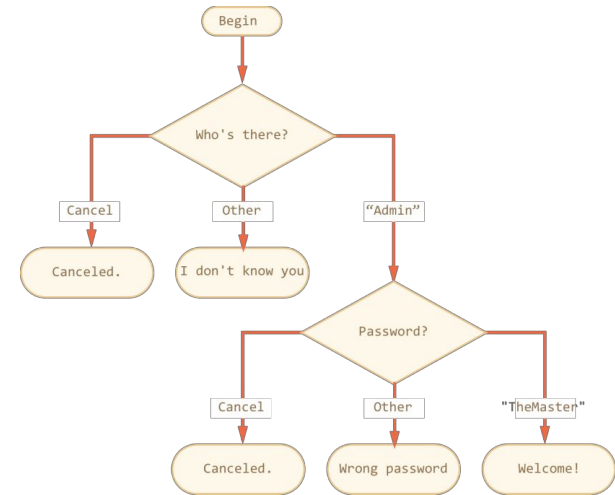 Begin
Who's there?
Cancel
Other
“Admin”
Canceled.
I don't know you
Password?
Cancel
Other
"TheMaster"
Canceled.
Wrong password
Welcome!